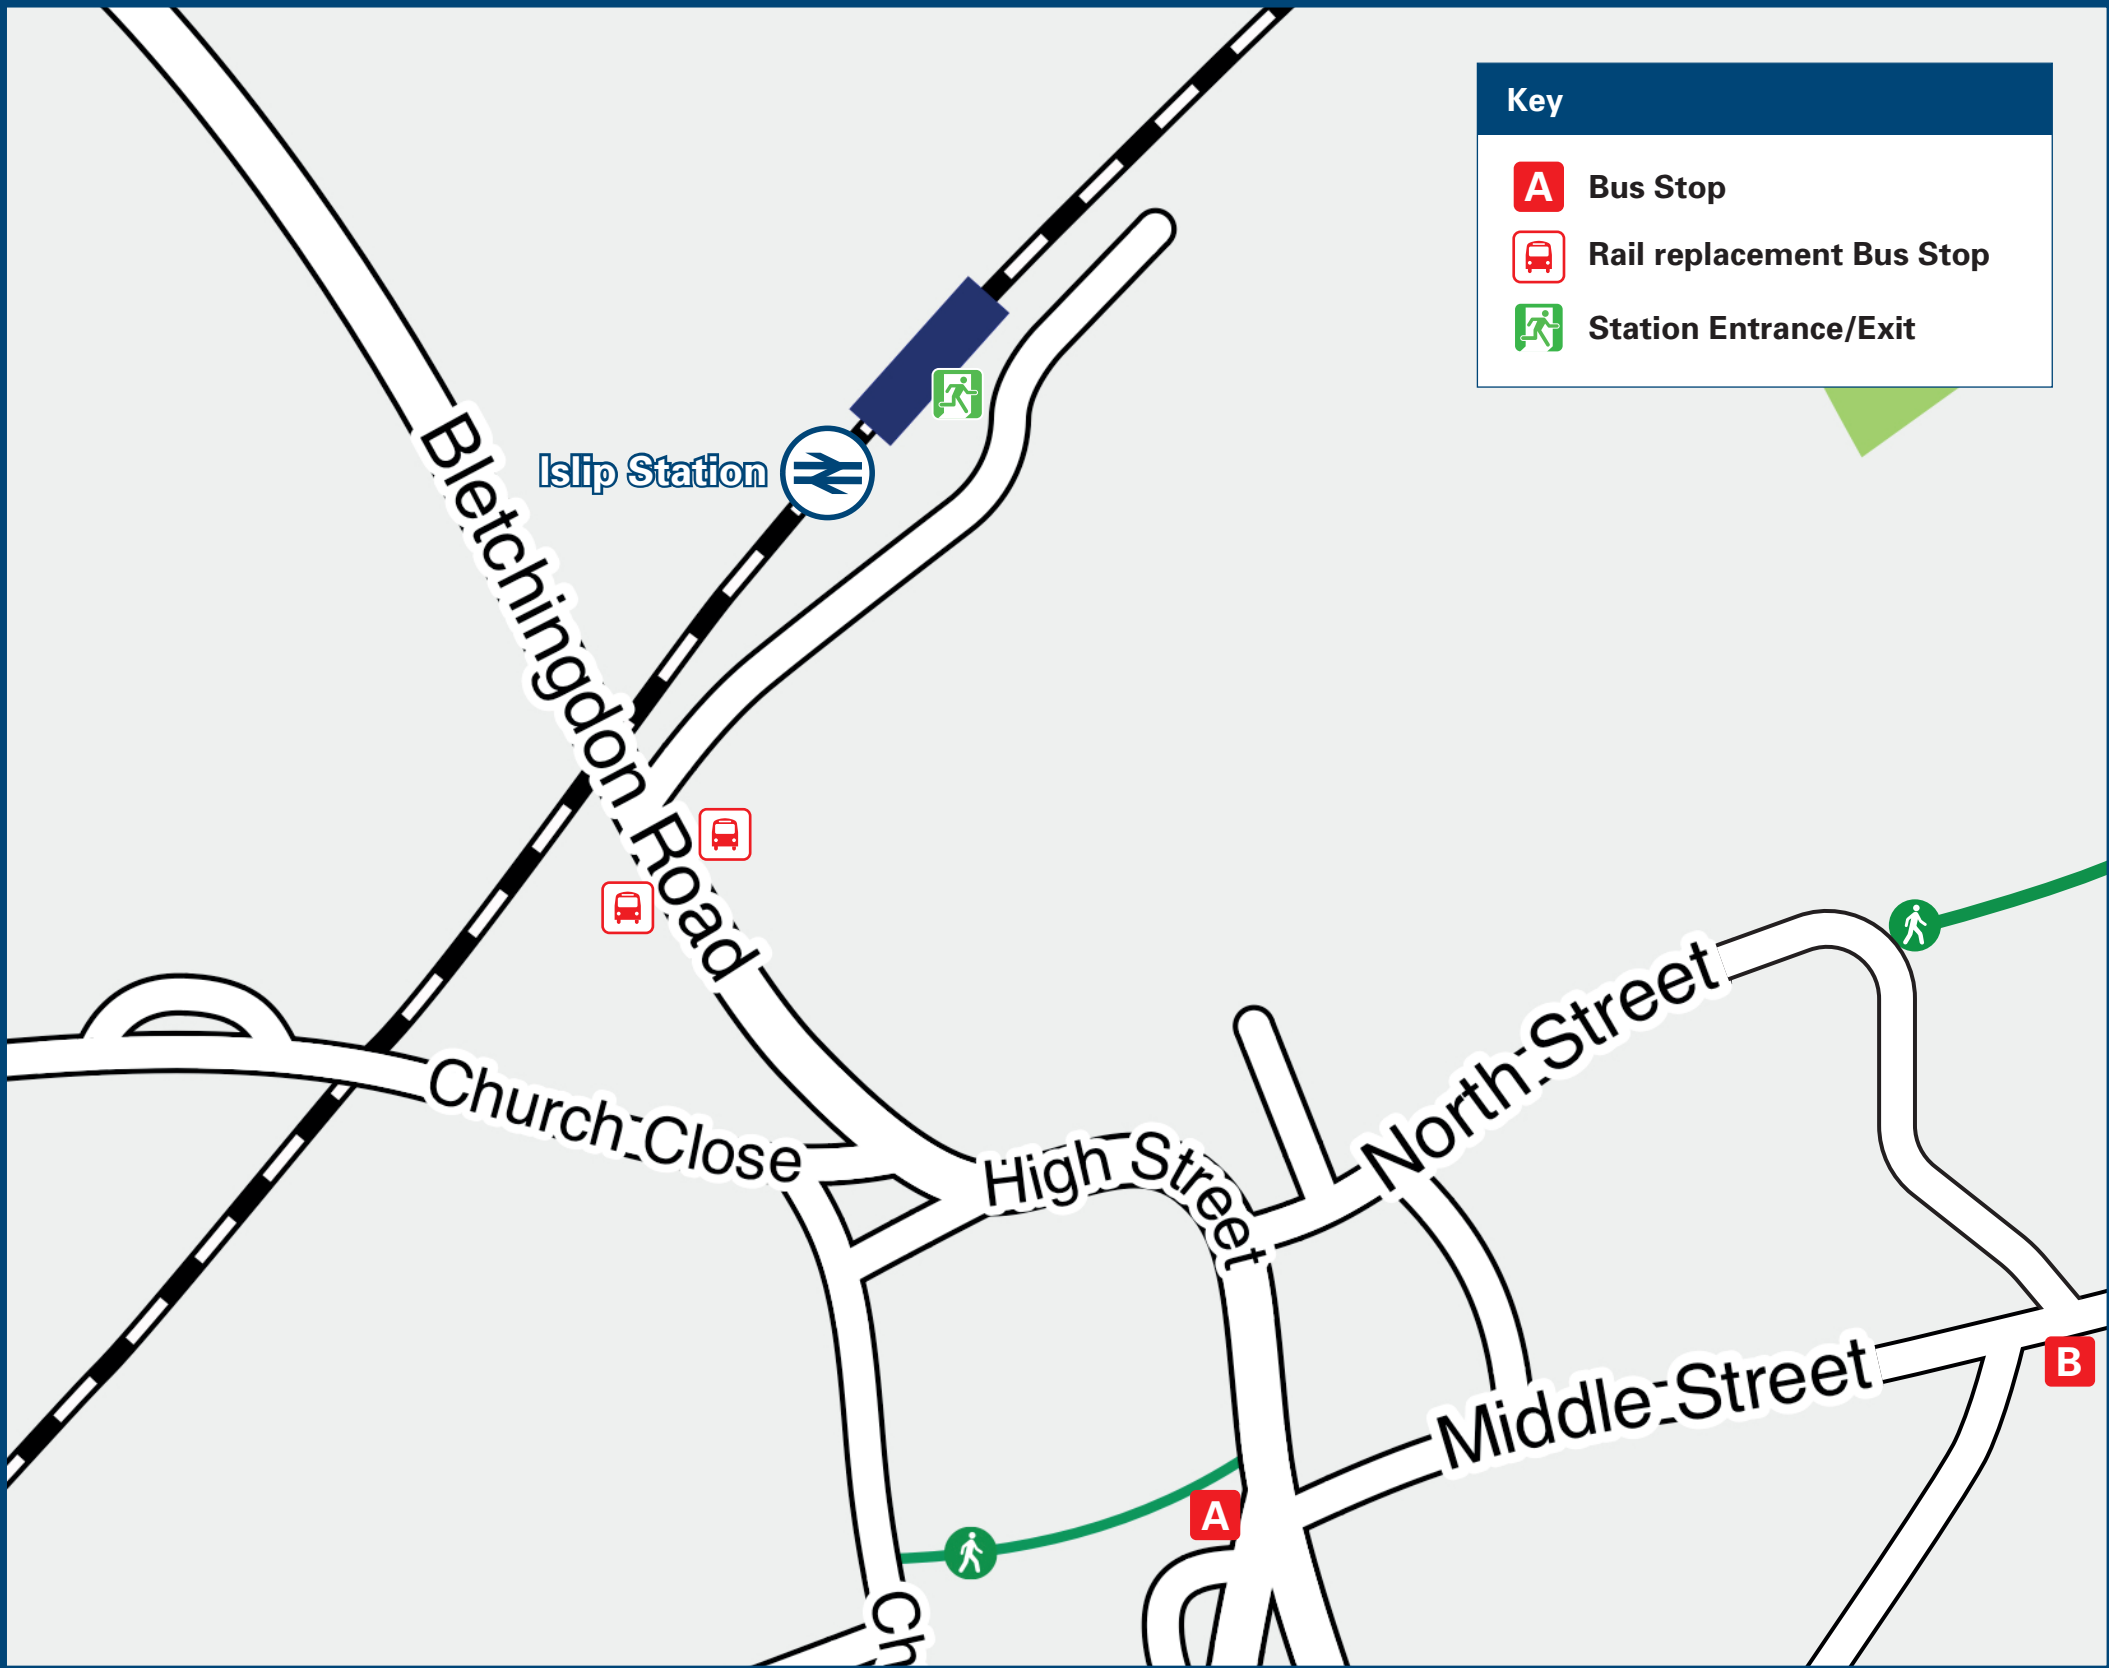 Key
A Bus Stop
Rail replacement Bus Stop
Station Entrance/Exit
Islip Station
Bletchingdon Road
Church Close
High Street
North Street
Middle Street
B
A
Ch